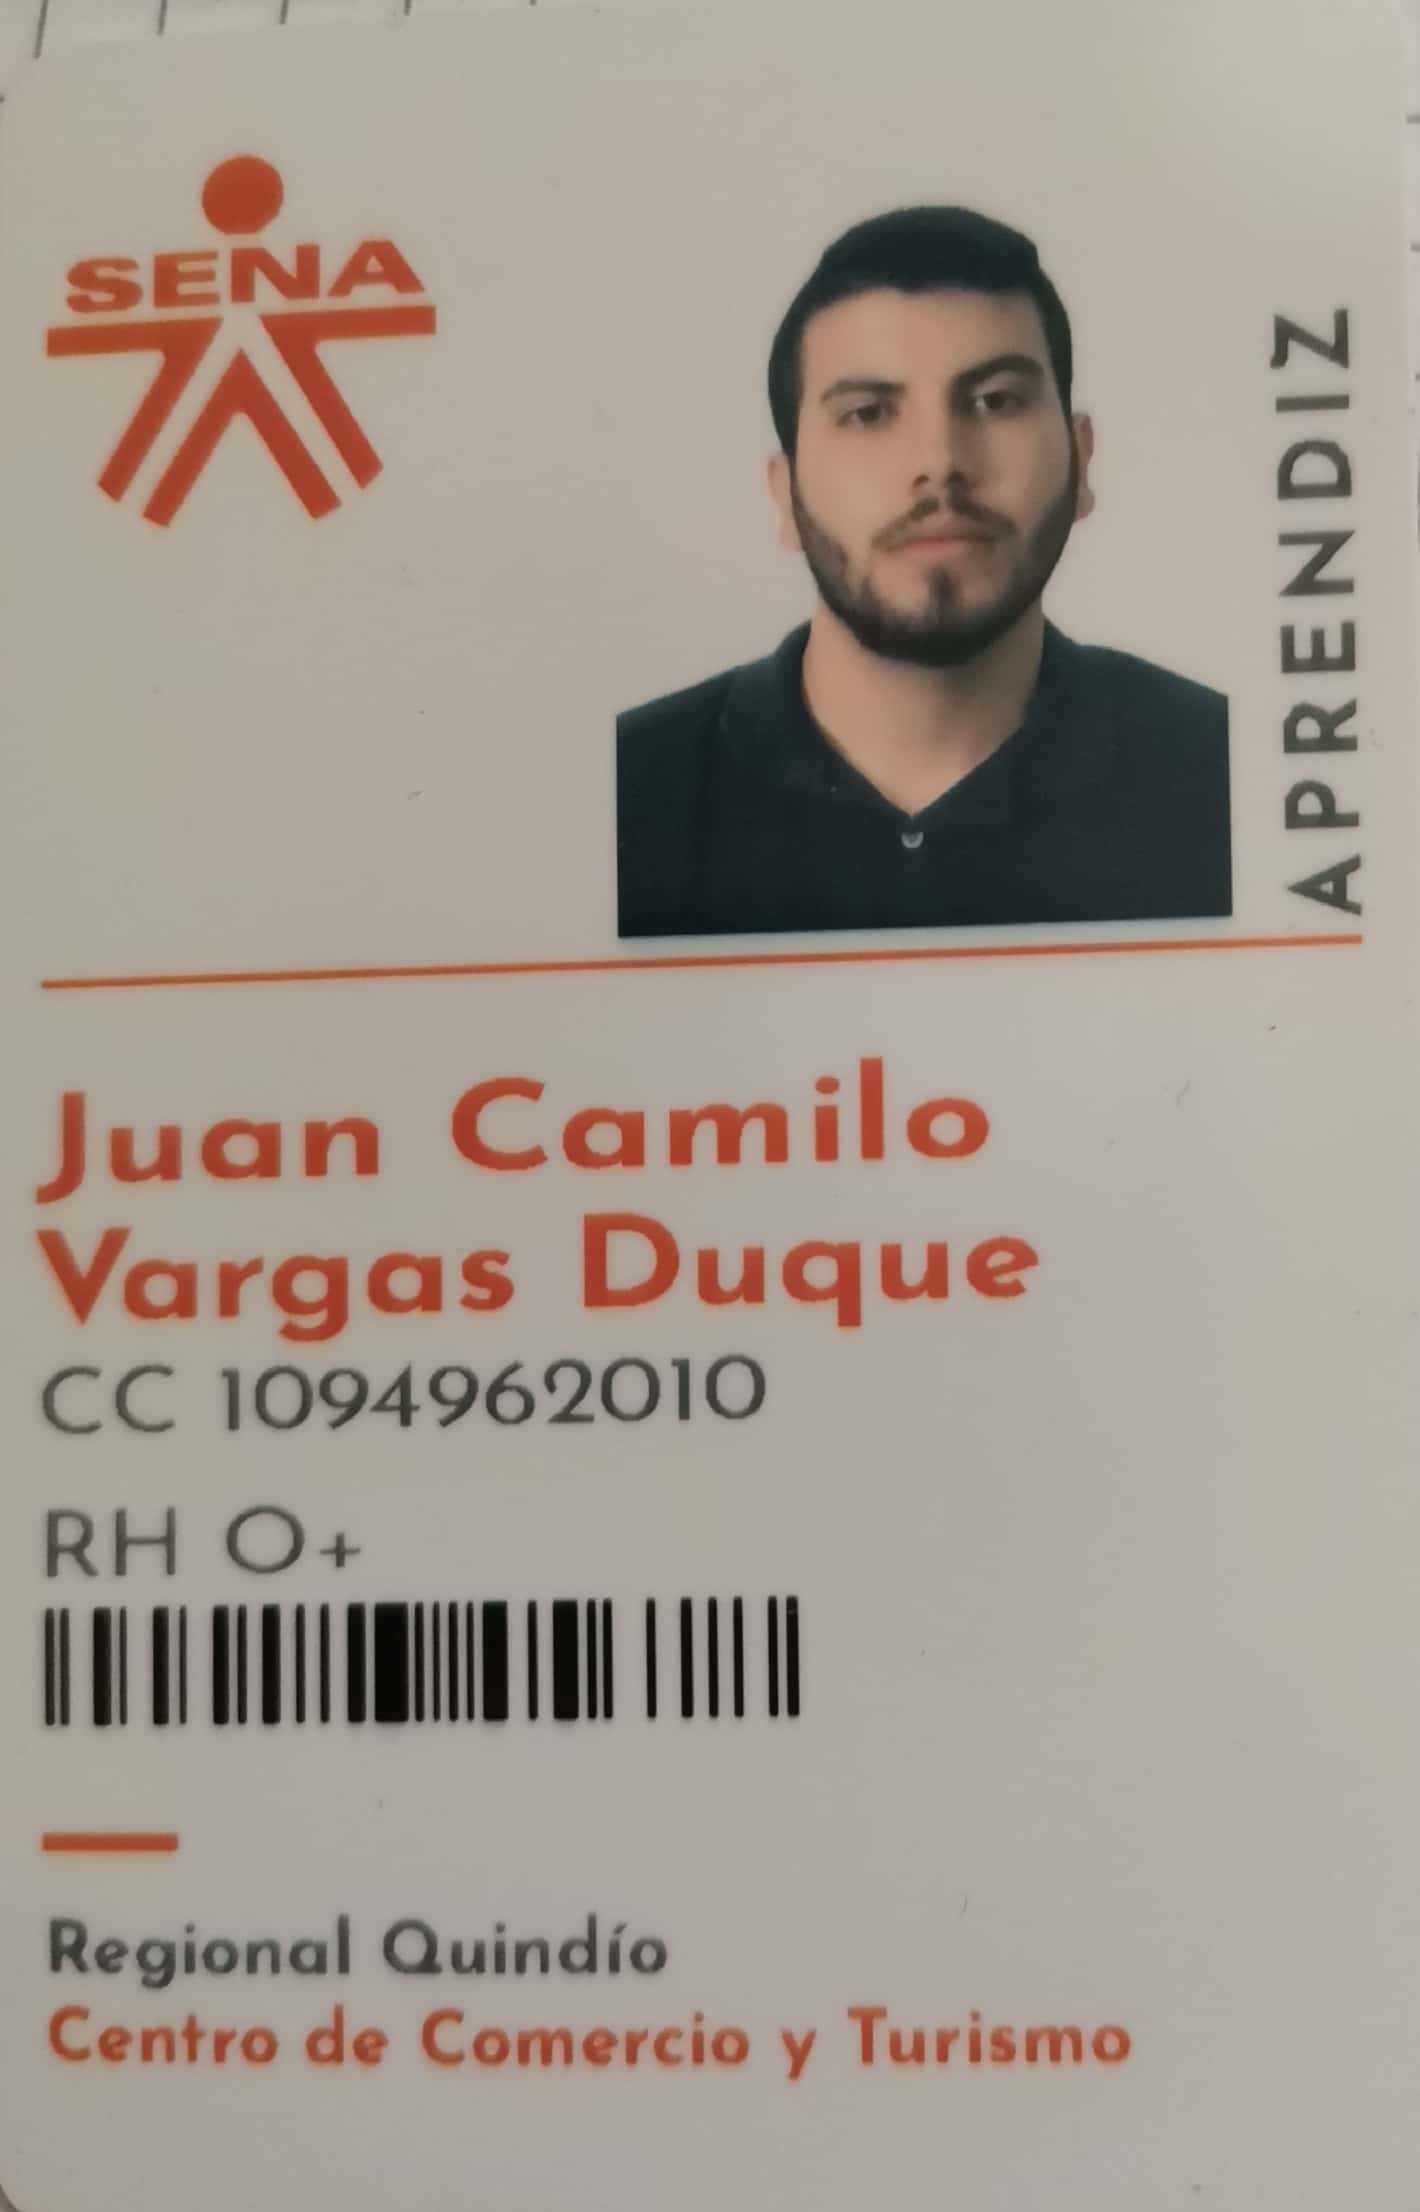 SENA
APRENDIZ
Juan Camilo
Vargas Duque
CC 1094962010
RH O+
Regional Quindío
Centro de Comercio y Turismo